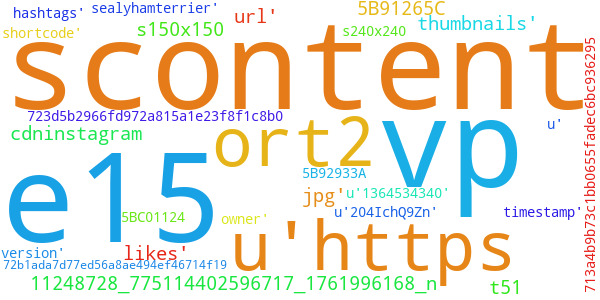 hashtags' sealyhamterrier' url' 5B91265C
shortcode' s150x150 s240x240 thumbnails'
scontent
723d5b2966fd972a815a1e23f8f1c8b0 u'
cdninstagram ort2 vp
e15 5B92933A
jpg' u'1364534340'
5BC01124 owner' u'204IchQ9Zn' timestamp'
version' likes' u'https
72b1ada7d77ed56a8ae494ef46714f19
11248728_775114402596717_1761996168_n t51
713a4b9b73c1bb0655fadec6bc936295